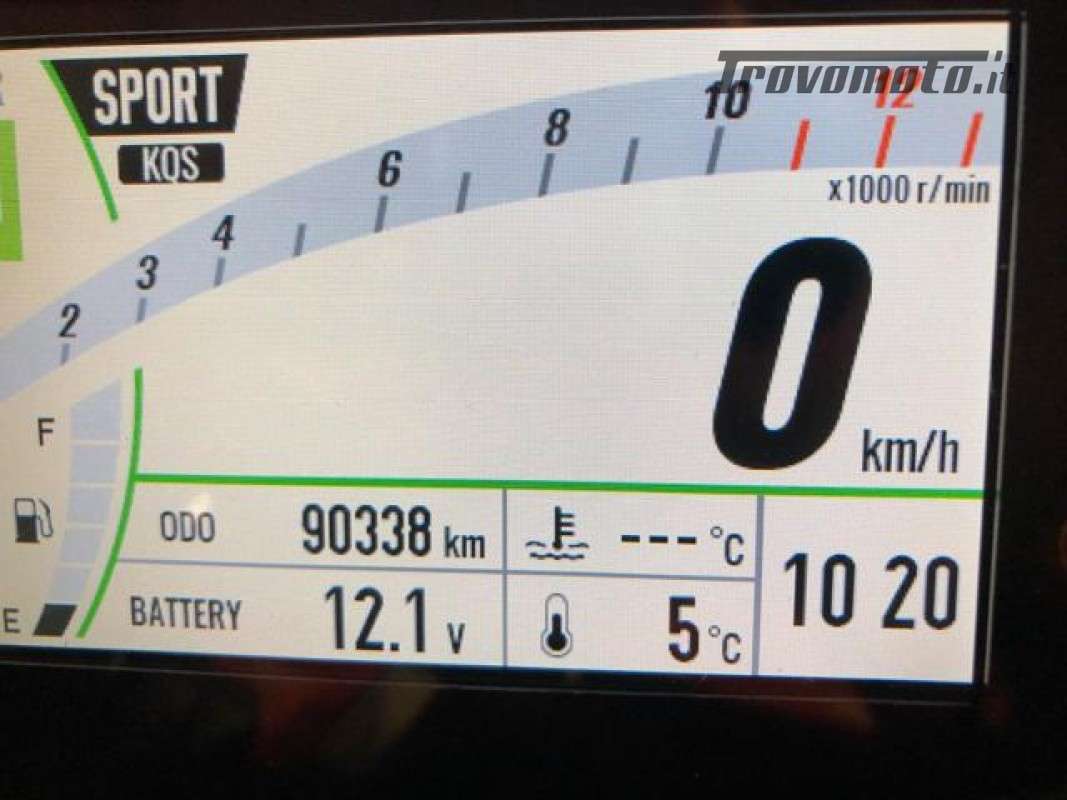 Trovomoto.it
SPORT
KQS
2 3 4 6 8 10 12
x1000 r/min
0 km/h
F
E
ODO 90338 km
--- °C
BATTERY 12.1 V
5 °C
10 20